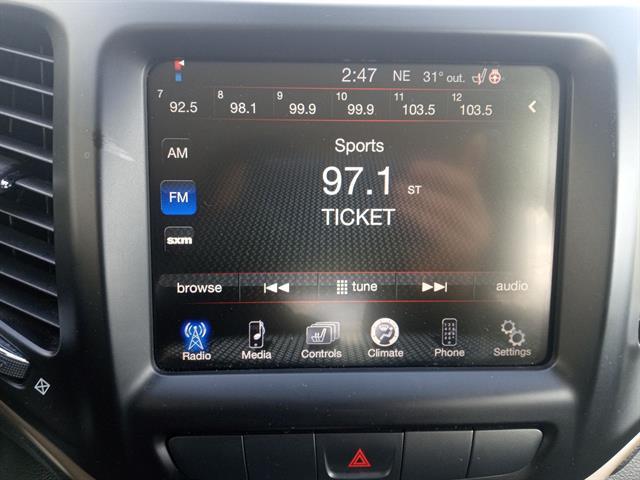 2:47 NE 31° out.
7 92.5 8 98.1 9 99.9 10 99.9 11 103.5 12 103.5
Sports
AM
97.1 ST
FM
TICKET
sxm
browse tune audio
Radio Media Controls Climate Phone Settings